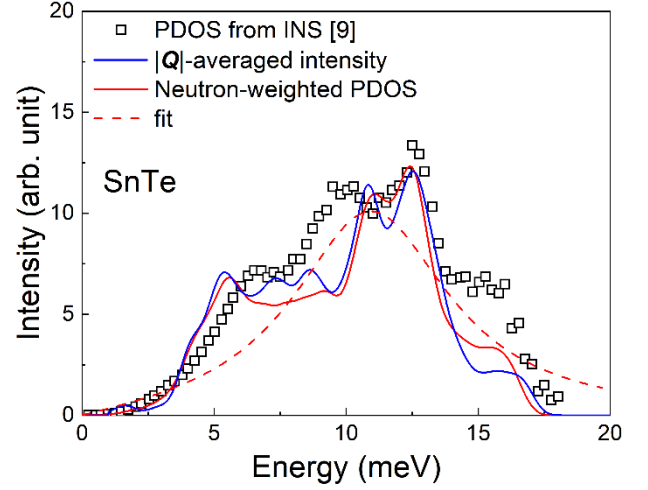 PDOS from INS [9]
|Q|-averaged intensity
Neutron-weighted PDOS
fit
SnTe
Intensity (arb. unit)
20
15
10
5
0
0 5 10 15 20
Energy (meV)